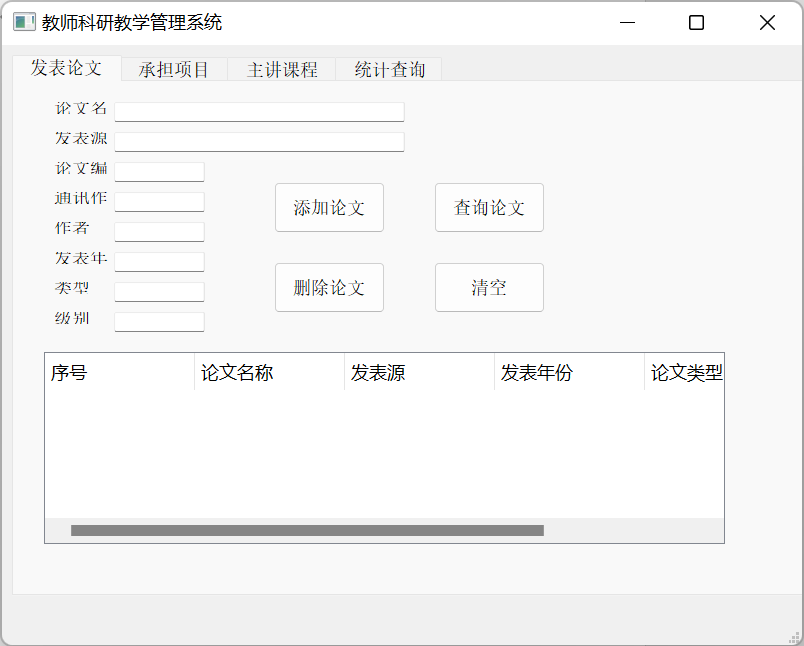 教师科研教学管理系统
发表论文 承担项目 主讲课程 统计查询
论文名
发表源
论文编
通讯作
作者
发表年
类型
级别
添加论文 查询论文
删除论文 清空
序号 论文名称 发表源 发表年份 论文类型